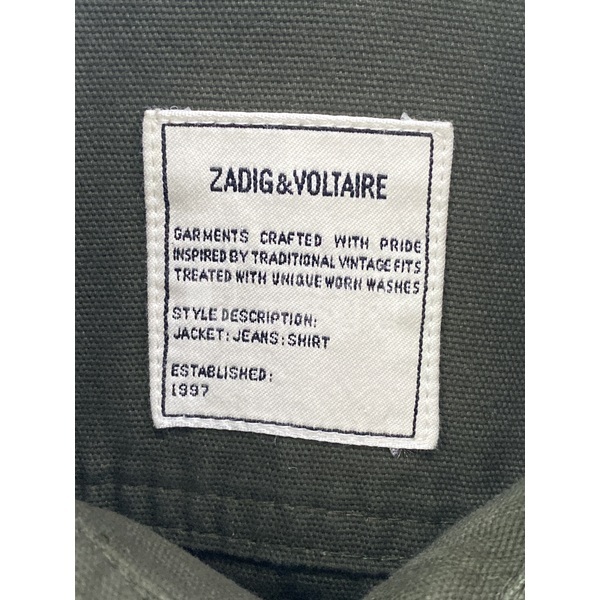 ZADIG&VOLTAIRE
GARMENTS CRAFTED WITH PRIDE
INSPIRED BY TRADITIONAL VINTAGE FITS
TREATED WITH UNIQUE WORN WASHES
STYLE DESCRIPTION:
JACKET:JEANS:SHIRT
ESTABLISHED:
1997